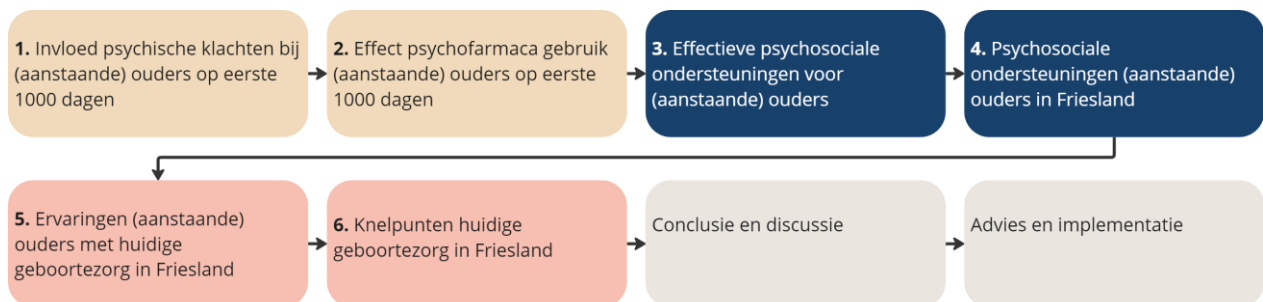 1. Invloed psychische klachten bij
(aanstaande) ouders op eerste
1000 dagen
2. Effect psychofarmaca gebruik
(aanstaande) ouders op eerste
1000 dagen
3. Effectieve psychosociale
ondersteuningen voor
(aanstaande) ouders
4. Psychosociale
ondersteuningen (aanstaande)
ouders in Friesland
5. Ervaringen (aanstaande)
ouders met huidige
geboortezorg in Friesland
6. Knelpunten huidige
geboortezorg in Friesland
Conclusie en discussie
Advies en implementatie